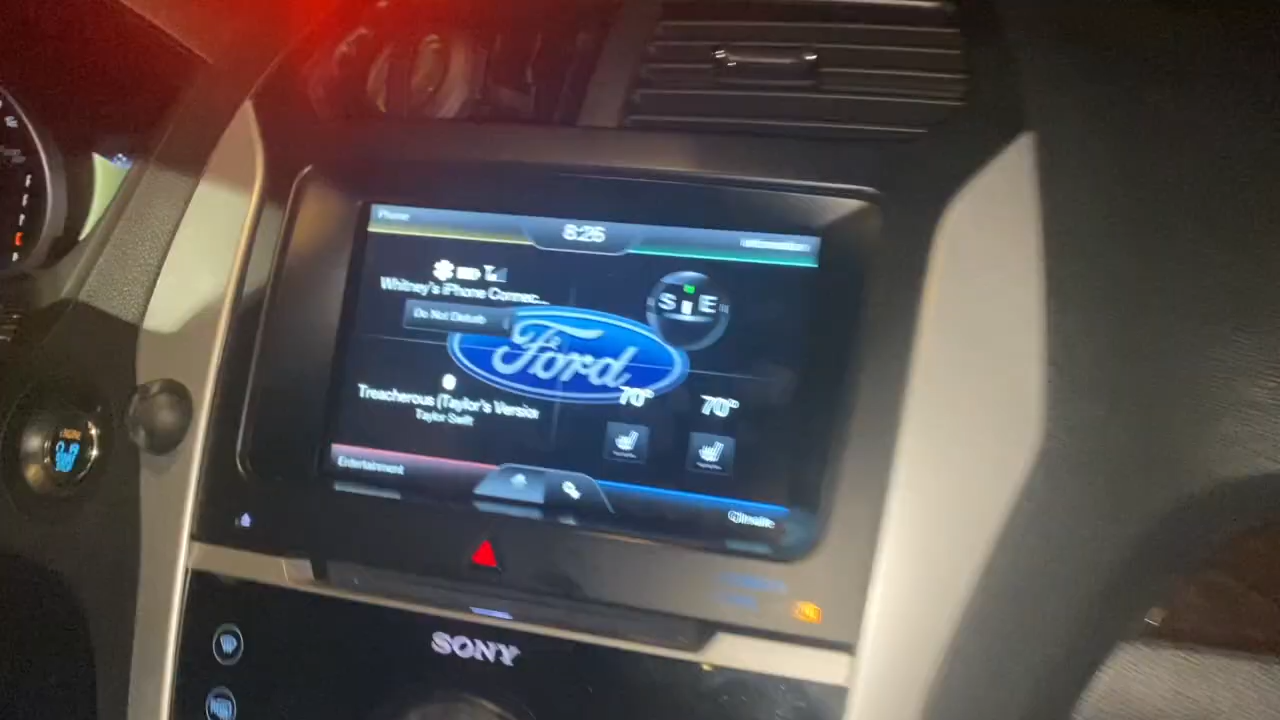 Phone
8:25
Information
Whitney's iPhone Connec...
Do Not Disturb
S E
Ford
70°
70°
Treacherous (Taylor's Version
Taylor Swift
Entertainment
Climate
SONY